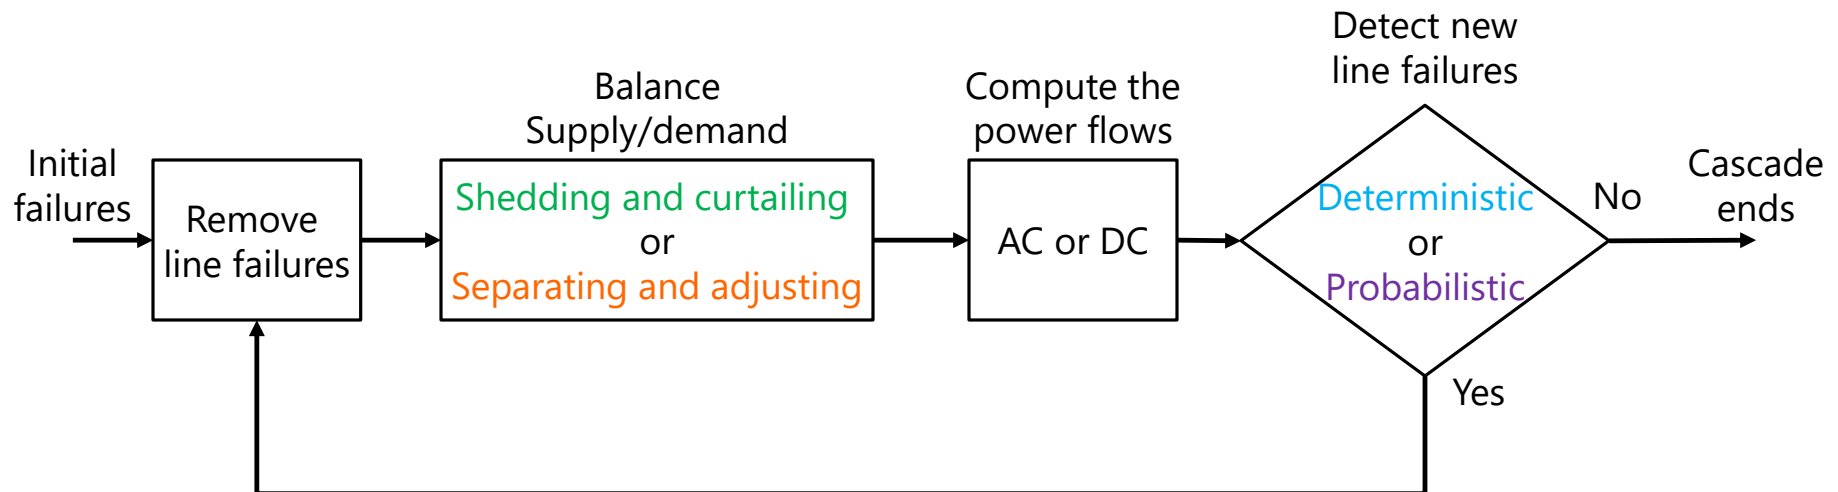 Initial
failures
Remove
line failures
Balance
Supply/demand
Shedding and curtailing
or
Separating and adjusting
Compute the
power flows
AC or DC
Detect new
line failures
Deterministic
or
Probabilistic
No
Yes
Cascade
ends